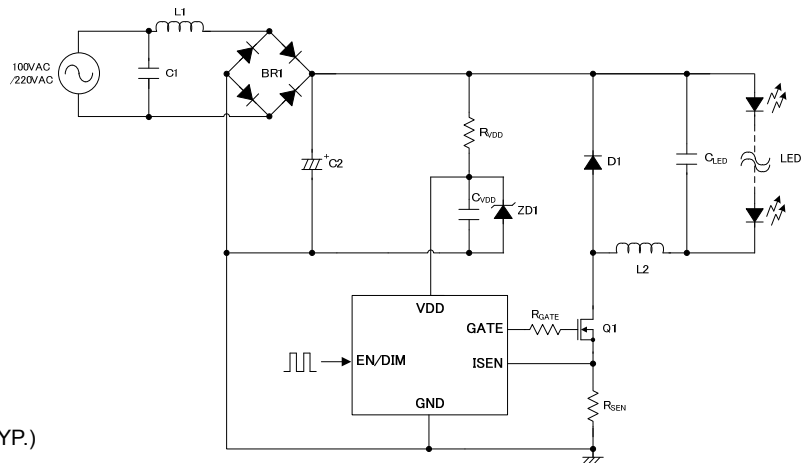 L1
100VAC
/220VAC
C1
BR1
+
C2
RVDD
CVDD
ZD1
D1
CLED
LED
L2
VDD
GATE
RGATE
Q1
EN/DIM
ISEN
GND
RSEN
YP.)